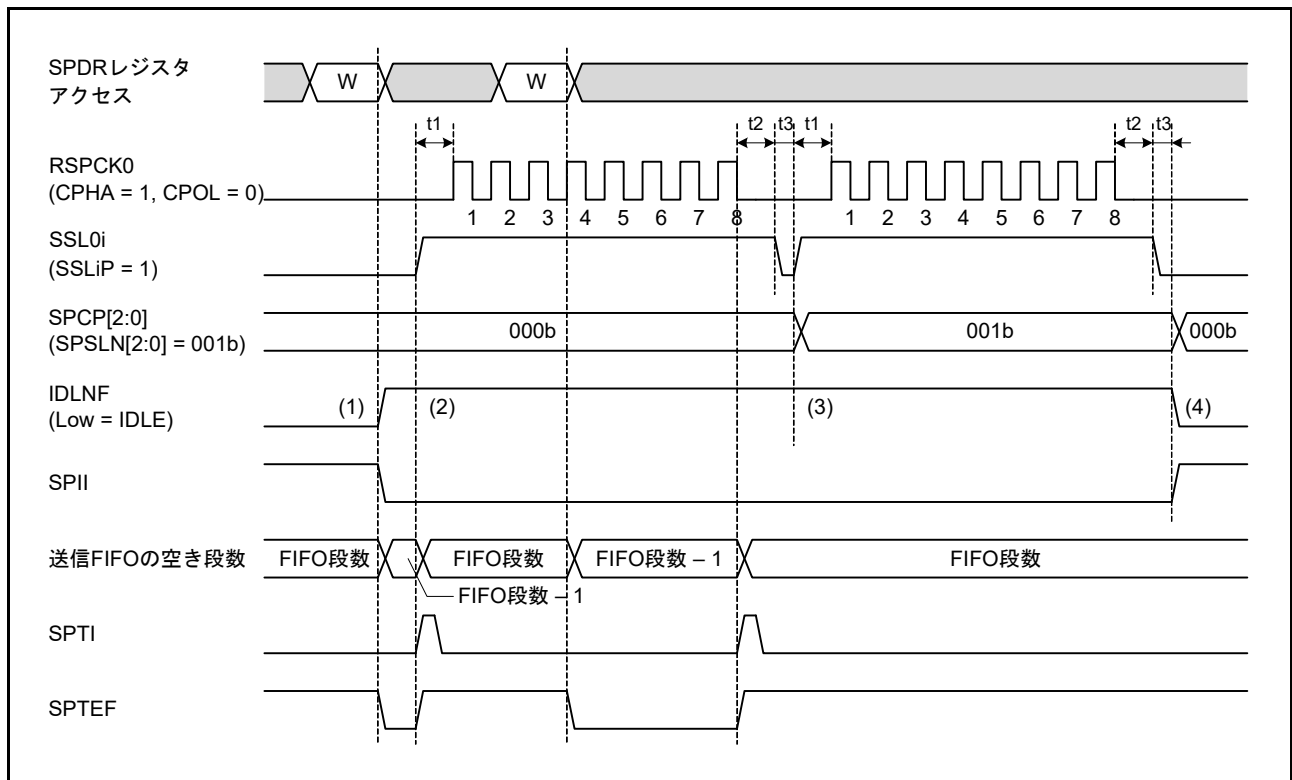 SPDRレジスタ
アクセス
W
W
t1
t2
t3
t1
t2
t3
RSPCK0
(CPHA = 1, CPOL = 0)
1 2 3 4 5 6 7 8
1 2 3 4 5 6 7 8
SSL0i
(SSLiP = 1)
SPCP[2:0]
(SPSLN[2:0] = 001b)
000b
001b
000b
IDLNF
(Low = IDLE)
(1)
(2)
(3)
(4)
SPII
送信FIFOの空き段数
FIFO段数
FIFO段数
FIFO段数 – 1
FIFO段数
FIFO段数 – 1
SPTI
SPTEF